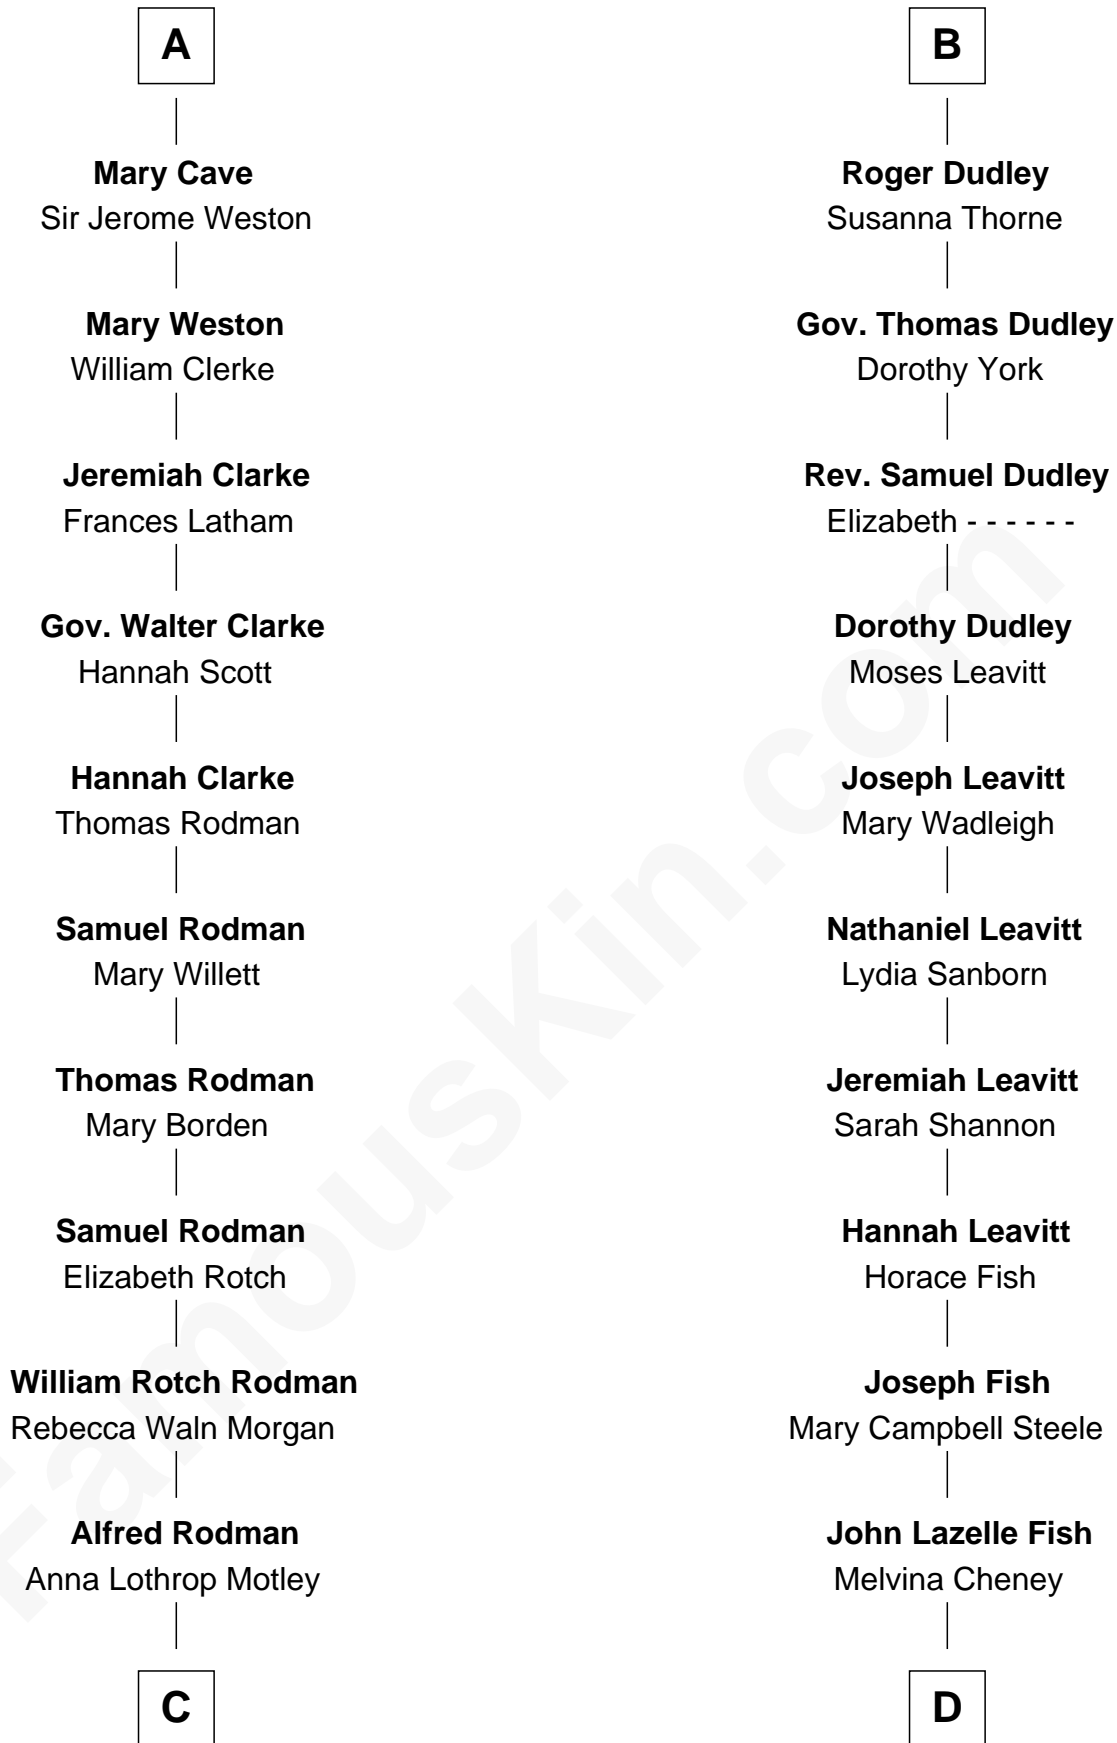 A
Mary Cave
Sir Jerome Weston
Mary Weston
William Clerke
Jeremiah Clarke
Frances Latham
Gov. Walter Clarke
Hannah Scott
Hannah Clarke
Thomas Rodman
Samuel Rodman
Mary Willett
Thomas Rodman
Mary Borden
Samuel Rodman
Elizabeth Rotch
William Rotch Rodman
Rebecca Waln Morgan
Alfred Rodman
Anna Lothrop Motley
C
B
Roger Dudley
Susanna Thorne
Gov. Thomas Dudley
Dorothy York
Rev. Samuel Dudley
Elizabeth - - - - - -
Dorothy Dudley
Moses Leavitt
Joseph Leavitt
Mary Wadleigh
Nathaniel Leavitt
Lydia Sanborn
Jeremiah Leavitt
Sarah Shannon
Hannah Leavitt
Horace Fish
Joseph Fish
Mary Campbell Steele
John Lazelle Fish
Melvina Cheney
D
FamousKin.com